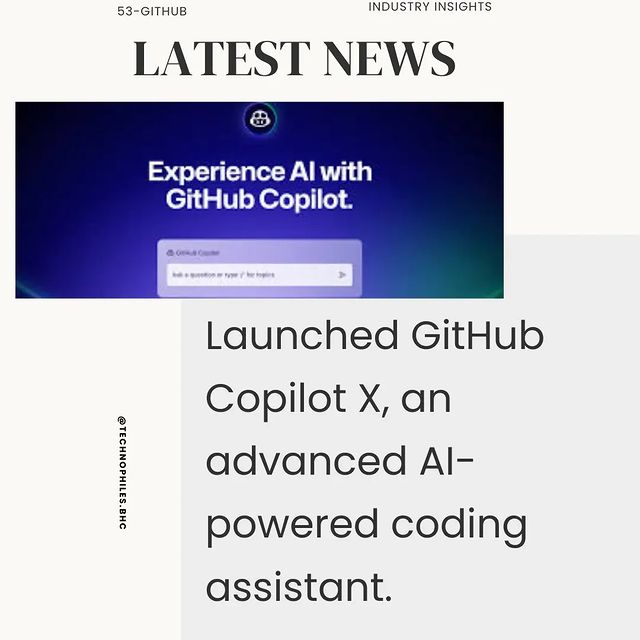 53-GITHUB
INDUSTRY INSIGHTS
LATEST NEWS
Experience AI with
GitHub Copilot.
GitHub Copilot
Ask a question or type '/' for topics
Launched GitHub
Copilot X, an
advanced AI-
powered coding
assistant.
@TECHNOPHILES.BHC